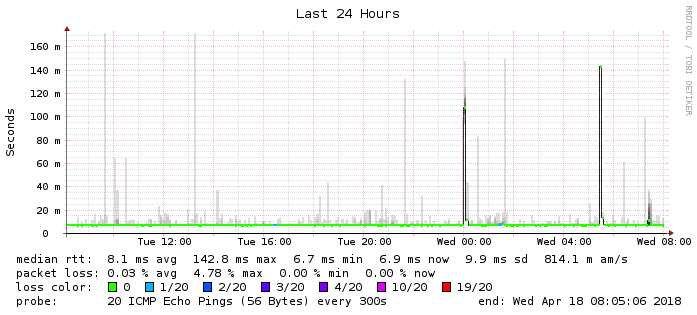 Last 24 Hours
RRDTOOL / TOBI OETIKER
Seconds
160 m
140 m
120 m
100 m
80 m
60 m
40 m
20 m
0
Tue 12:00 Tue 16:00 Tue 20:00 Wed 00:00 Wed 04:00 Wed 08:00
median rtt: 8.1 ms avg 142.8 ms max 6.7 ms min 6.9 ms now 9.9 ms sd 814.1 m am/s
packet loss: 0.03 % avg 4.78 % max 0.00 % min 0.00 % now
loss color: 0 1/20 2/20 3/20 4/20 10/20 19/20
probe: 20 ICMP Echo Pings (56 Bytes) every 300s end: Wed Apr 18 08:05:06 2018